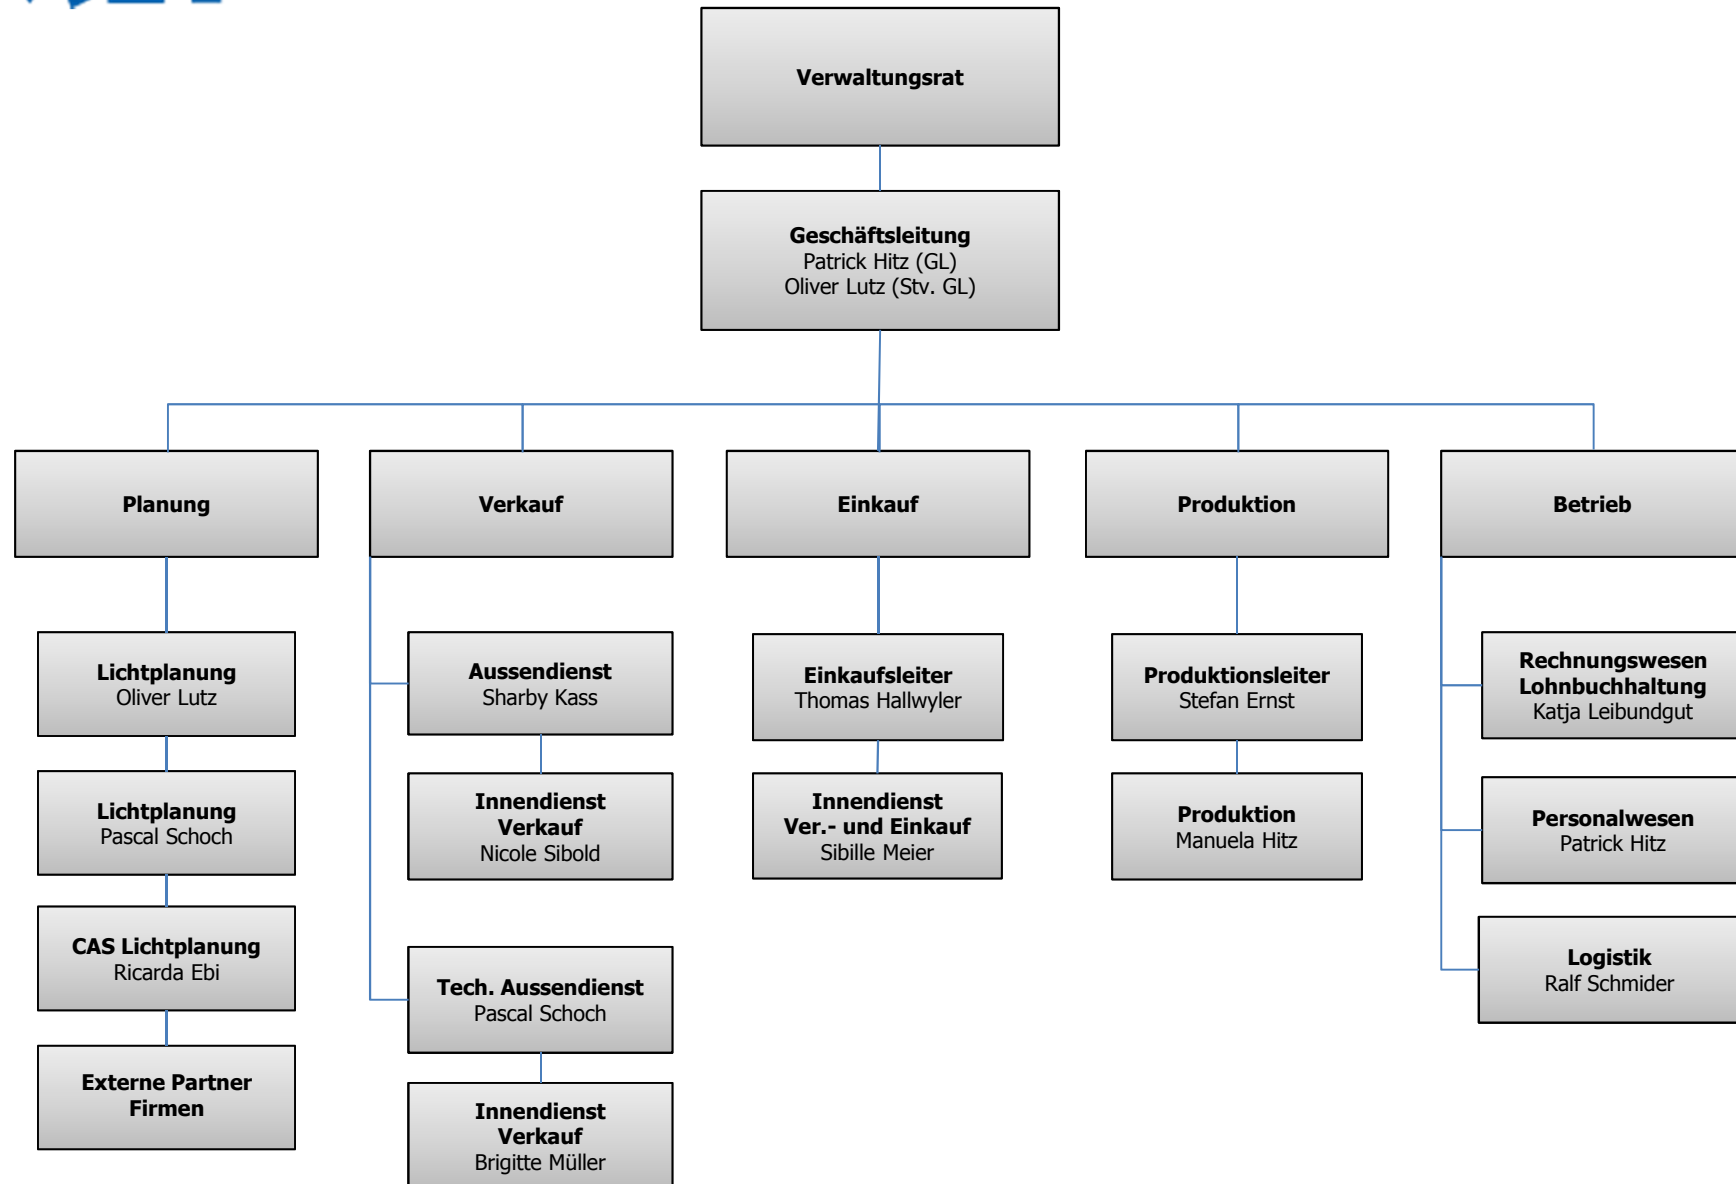 Verwaltungsrat
Geschäftsleitung
Patrick Hitz (GL)
Oliver Lutz (Stv. GL)
Planung
Verkauf
Einkauf
Produktion
Betrieb
Lichtplanung
Oliver Lutz
Lichtplanung
Pascal Schoch
CAS Lichtplanung
Ricarda Ebi
Externe Partner
Firmen
Aussendienst
Sharby Kass
Innendienst
Verkauf
Nicole Sibold
Tech. Aussendienst
Pascal Schoch
Innendienst
Verkauf
Brigitte Müller
Einkaufsleiter
Thomas Hallwyler
Innendienst
Ver.- und Einkauf
Sibille Meier
Produktionsleiter
Stefan Ernst
Produktion
Manuela Hitz
Rechnungswesen
Lohnbuchhaltung
Katja Leibundgut
Personalwesen
Patrick Hitz
Logistik
Ralf Schmider